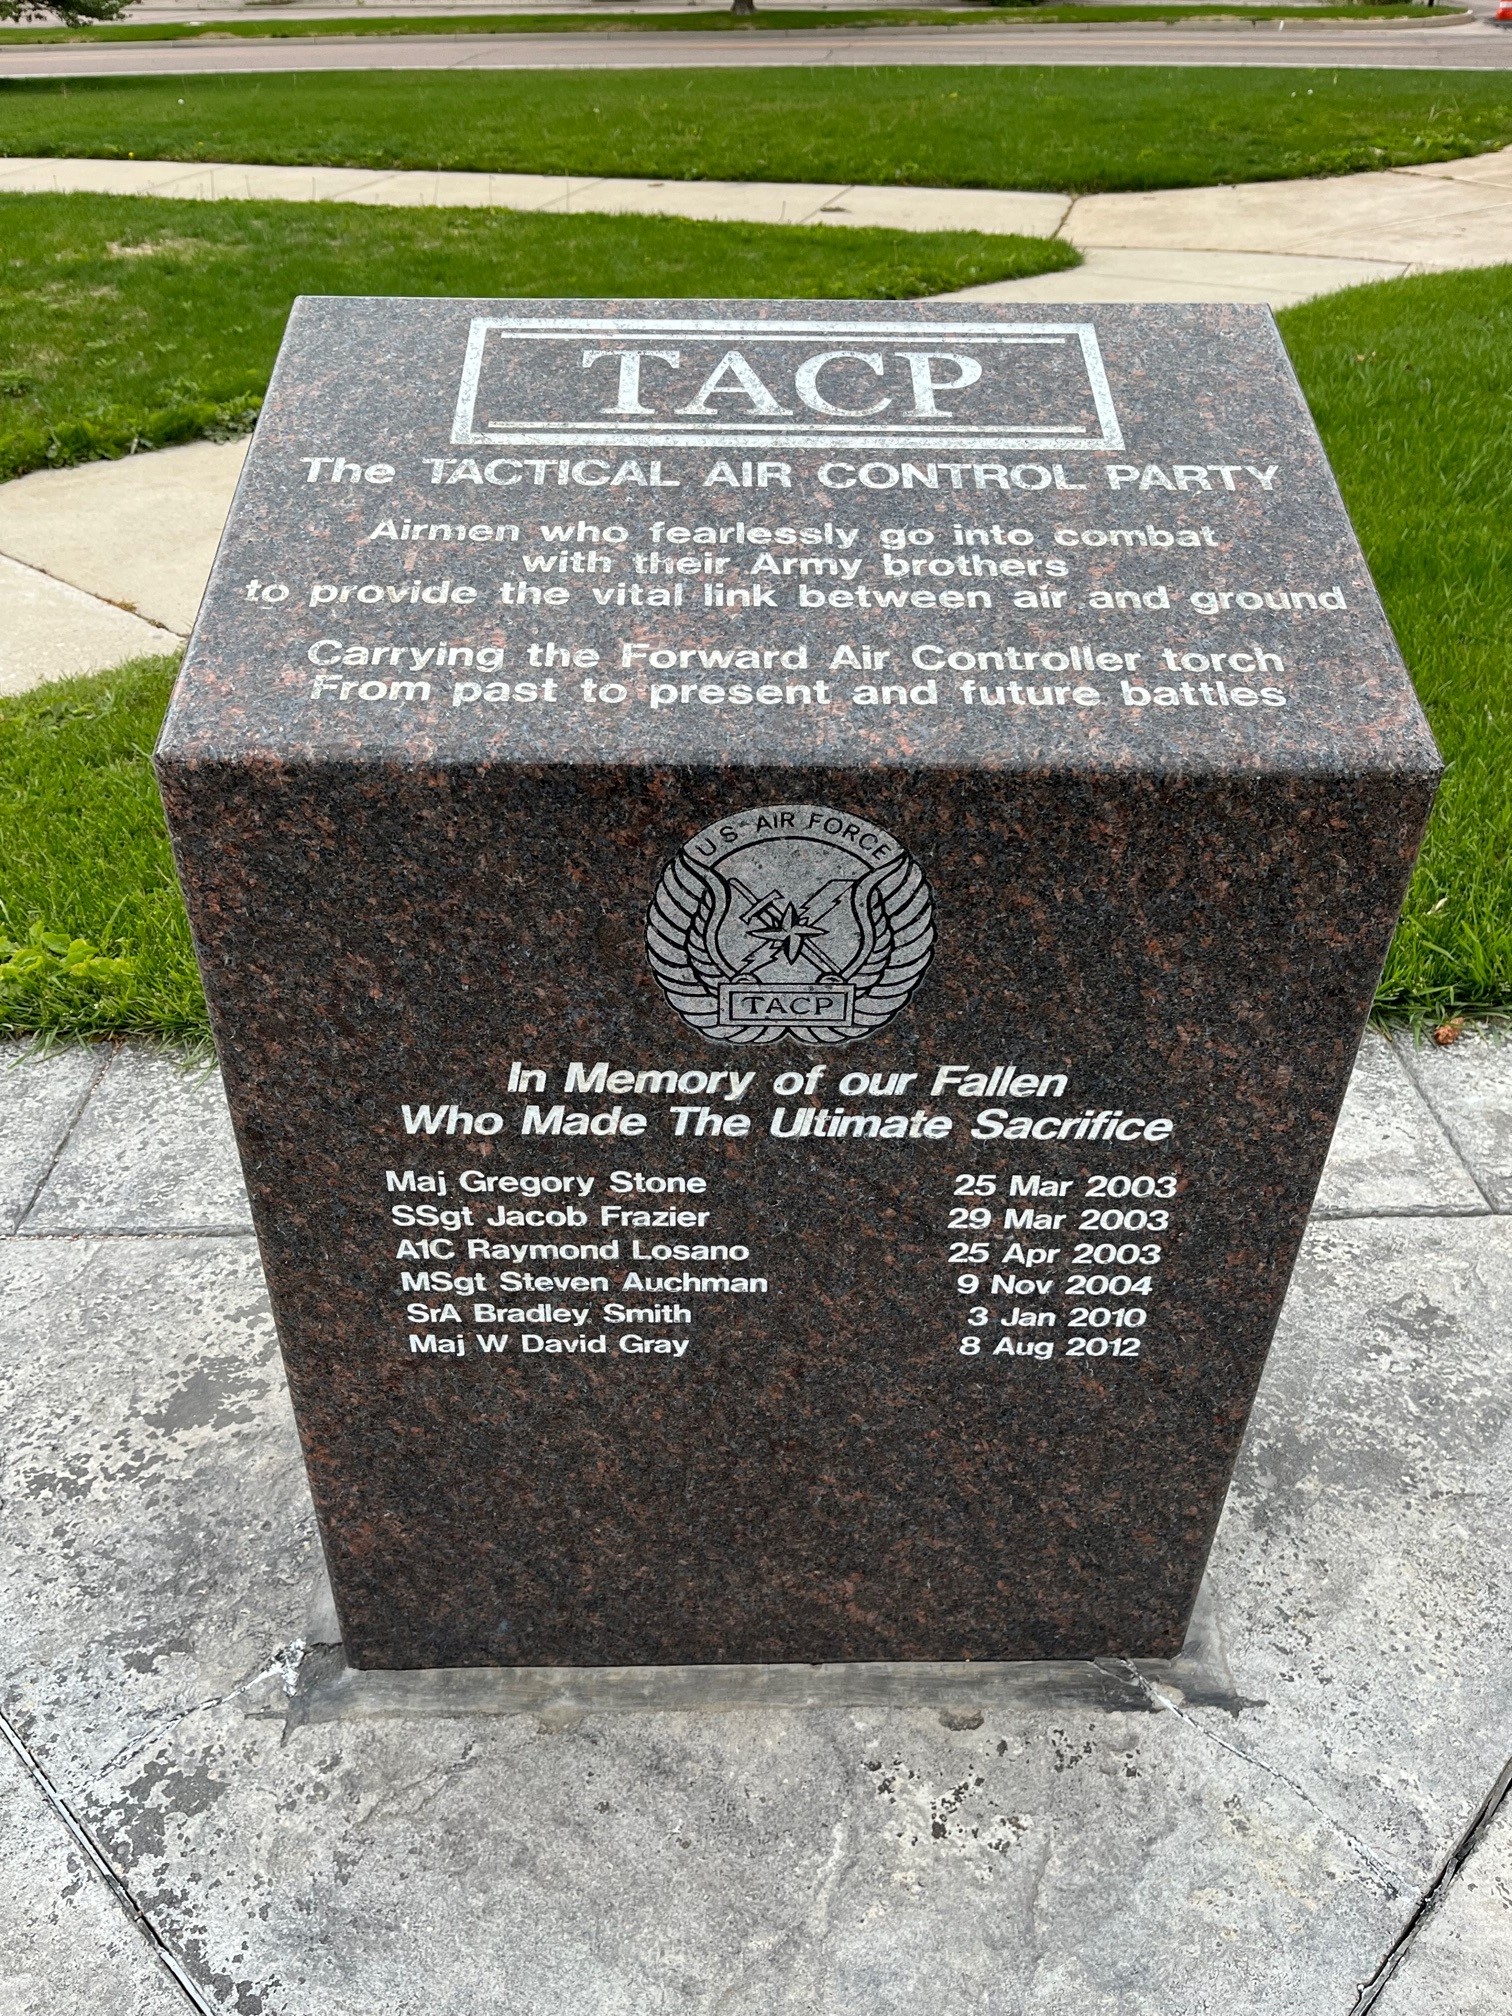 TACP
The TACTICAL AIR CONTROL PARTY
Airmen who fearlessly go into combat
with their Army brothers
to provide the vital link between air and ground
Carrying the Forward Air Controller torch
From past to present and future battles
U S AIR FORCE
TACP
In Memory of our Fallen
Who Made The Ultimate Sacrifice
Maj Gregory Stone 25 Mar 2003
SSgt Jacob Frazier 29 Mar 2003
A1C Raymond Losano 25 Apr 2003
MSgt Steven Auchman 9 Nov 2004
SrA Bradley Smith 3 Jan 2010
Maj W David Gray 8 Aug 2012